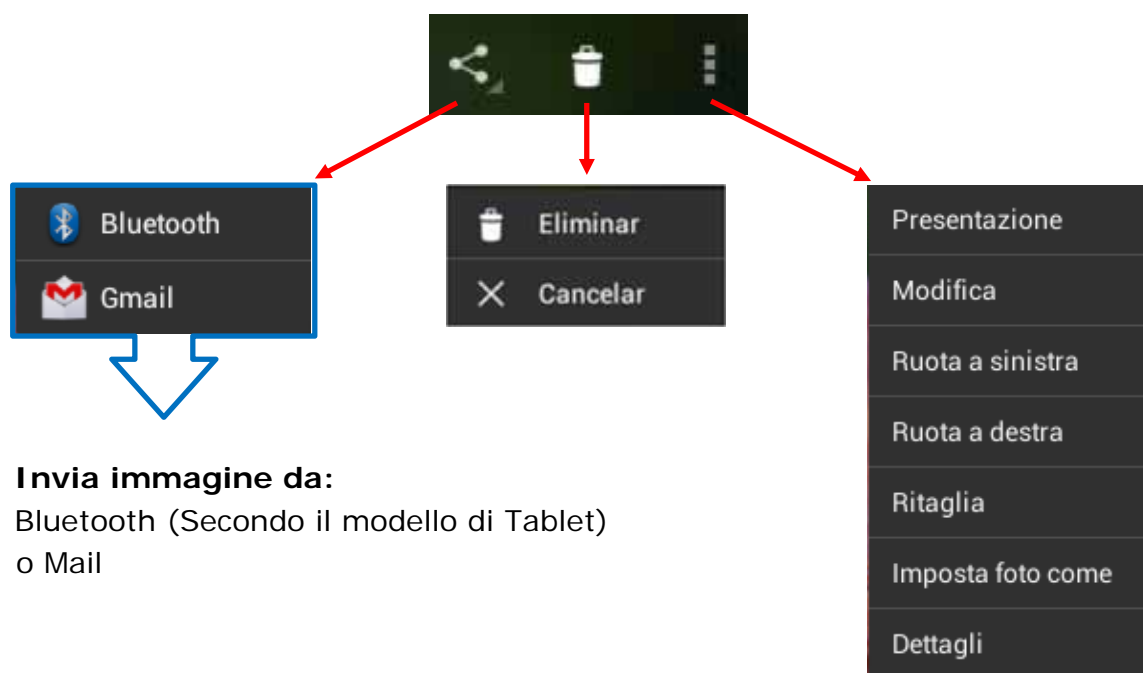 Bluetooth
Gmail
Eliminar
Cancelar
Presentazione
Modifica
Ruota a sinistra
Ruota a destra
Ritaglia
Imposta foto come
Dettagli
Invia immagine da:
Bluetooth (Secondo il modello di Tablet)
o Mail